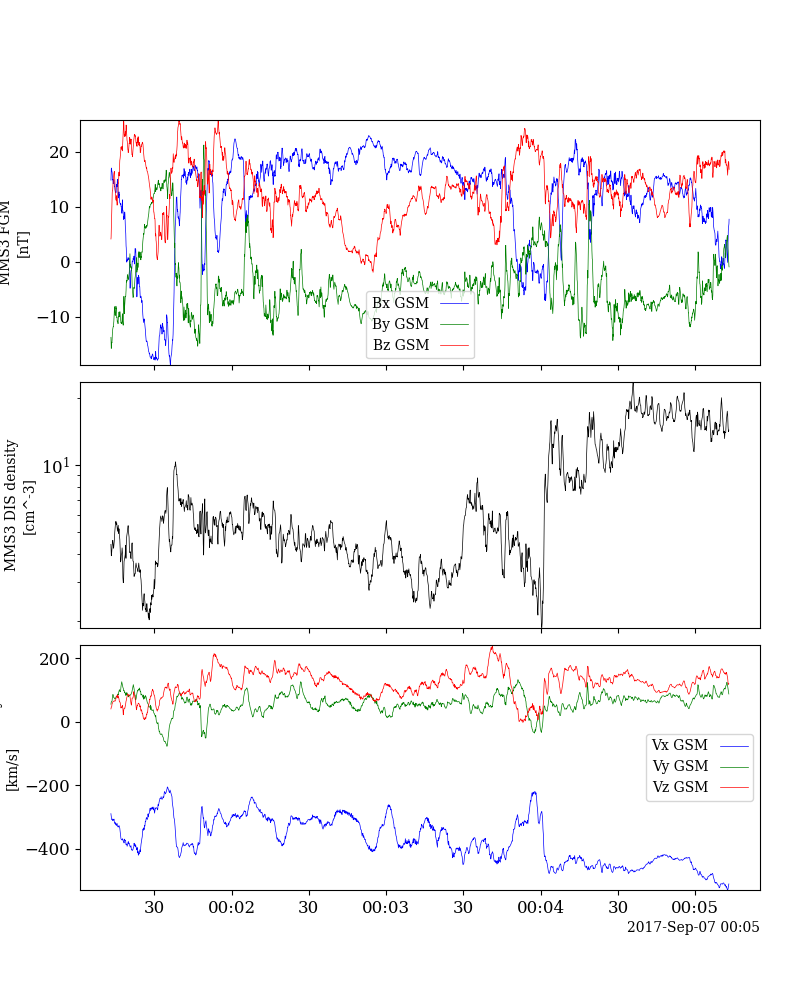 MMS3 FGM
[nT]
20
10
0
−10
Bx GSM
By GSM
Bz GSM
MMS3 DIS density
[cm^-3]
10^1
[km/s]
200
0
−200
−400
Vx GSM
Vy GSM
Vz GSM
30 00:02 30 00:03 30 00:04 30 00:05
2017-Sep-07 00:05